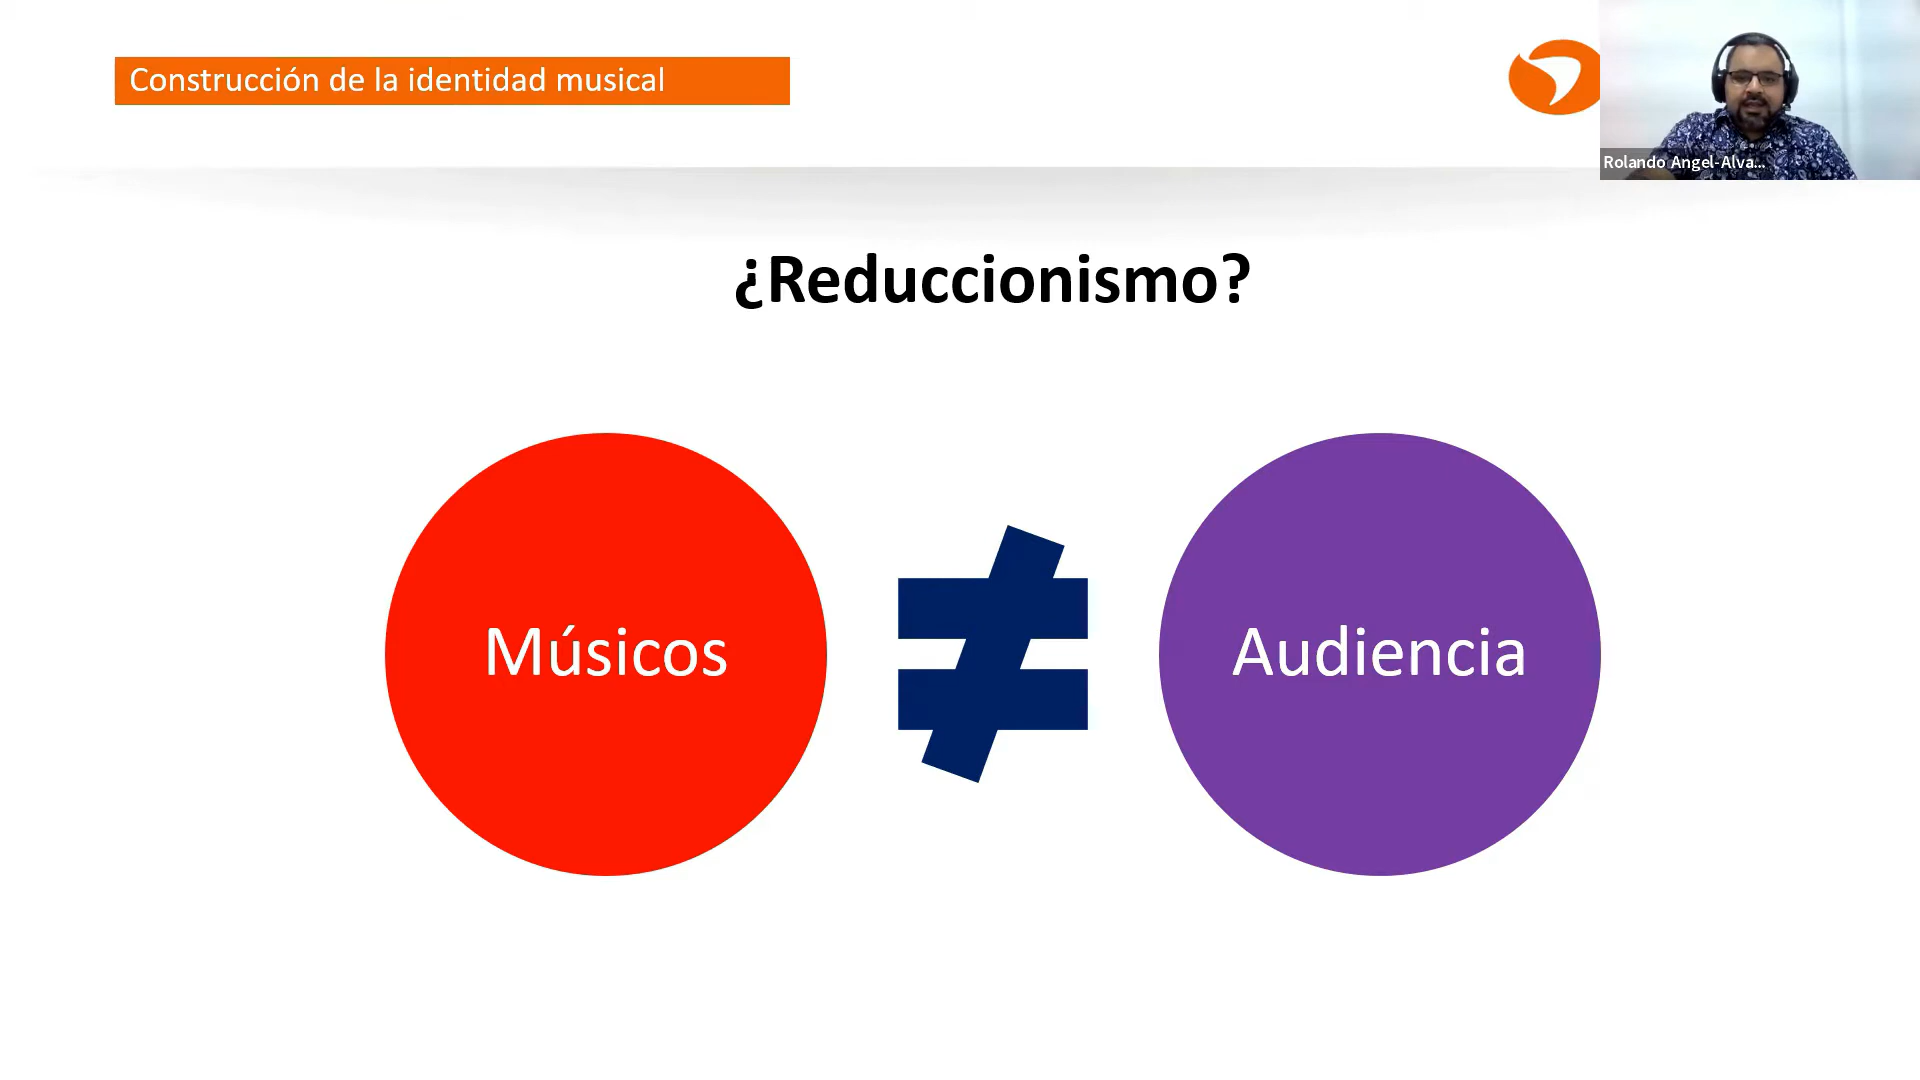 Construcción de la identidad musical
Rolando Angel-Alva...
¿Reduccionismo?
Músicos
Audiencia